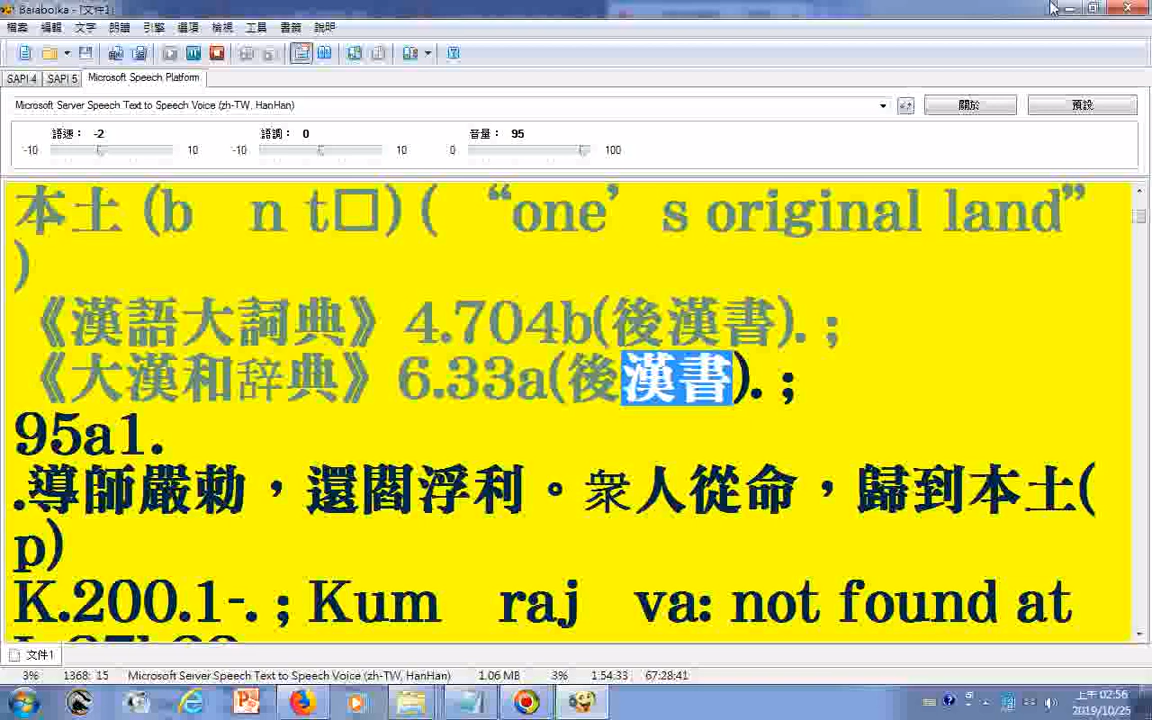 Balabolka - [文件1]
檔案 編輯 文字 朗讀 引擎 選項 檢視 工具 書籤 說明
SAPI 4 SAPI 5 Microsoft Speech Platform
Microsoft Server Speech Text to Speech Voice (zh-TW, HanHan) 關於 預設
語速： -2 語調： 0 音量： 95
-10 10 -10 10 0 100
本土 (b n t□) ( “one’s original land”
)
《漢語大詞典》 4.704b(後漢書). ;
《大漢和辞典》 6.33a(後漢書). ;
95a1.
.導師嚴勅，還閻浮利。衆人從命，歸到本土(
p)
K.200.1-. ; Kum raj va: not found at
文件1
3% 1368: 15 Microsoft Server Speech Text to Speech Voice (zh-TW, HanHan) 1.06 MB 3% 1:54:33 67:28:41
上午 02:56
2019/10/25